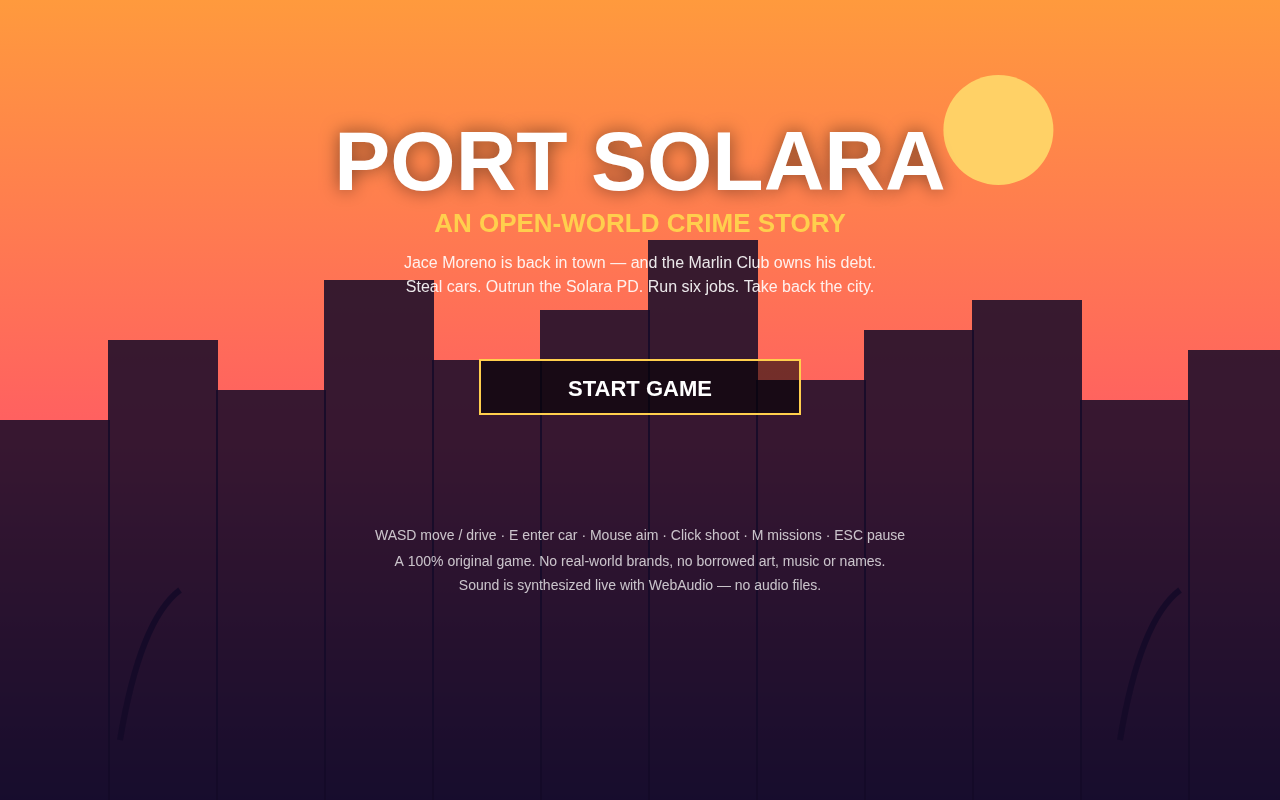 PORT SOLARA
AN OPEN-WORLD CRIME STORY
Jace Moreno is back in town — and the Marlin Club owns his debt.
Steal cars. Outrun the Solara PD. Run six jobs. Take back the city.
START GAME
WASD move / drive · E enter car · Mouse aim · Click shoot · M missions · ESC pause
A 100% original game. No real-world brands, no borrowed art, music or names.
Sound is synthesized live with WebAudio — no audio files.